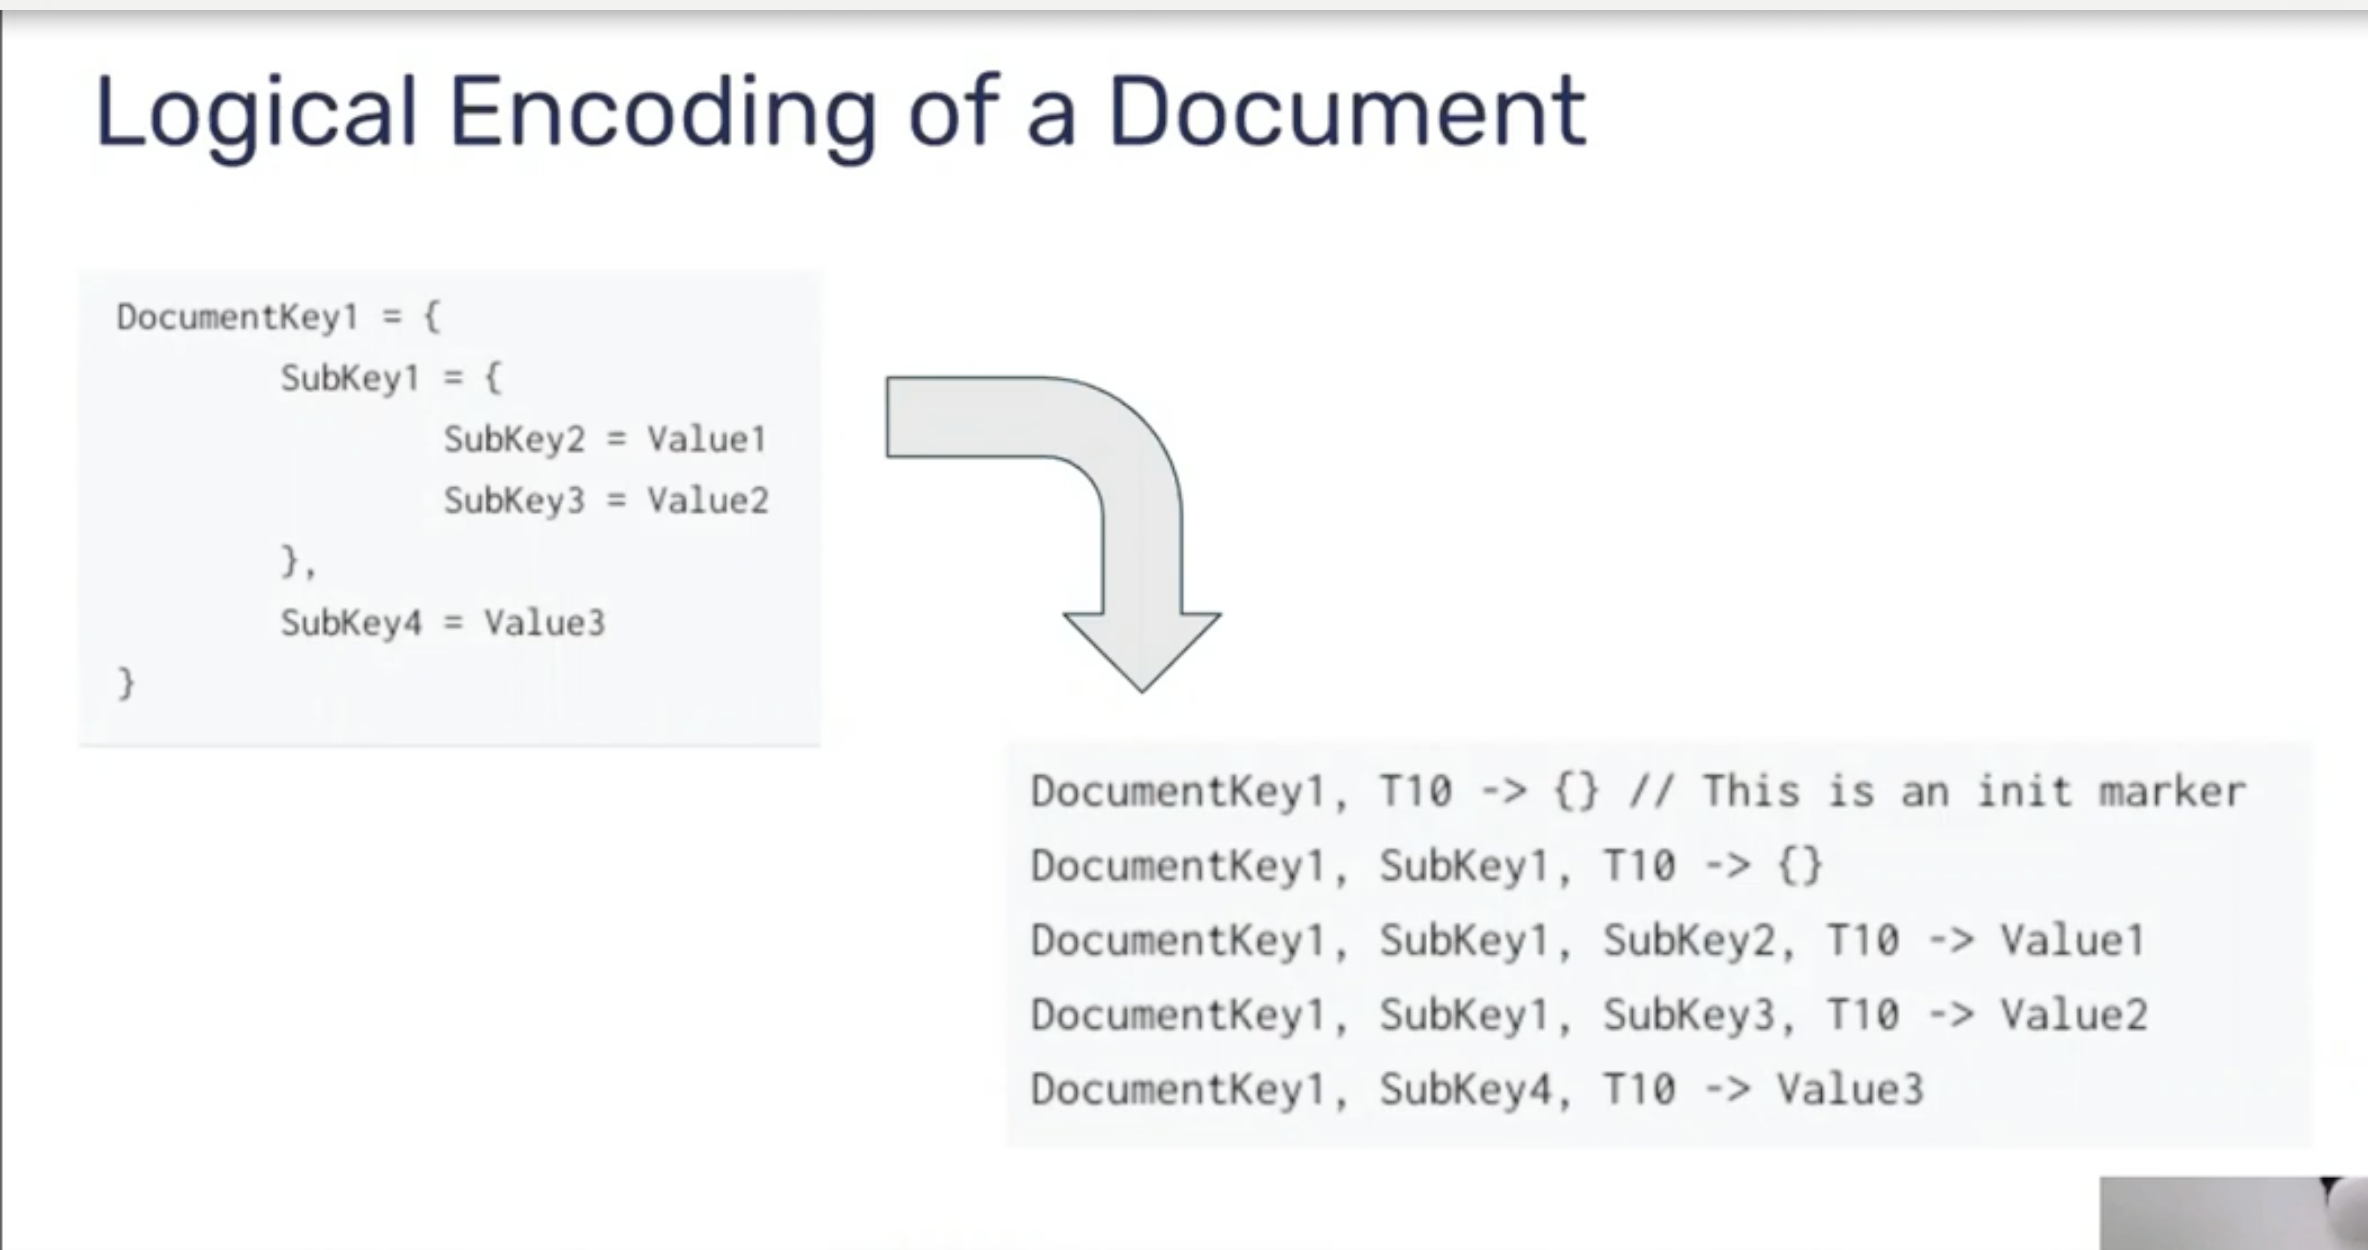 Logical Encoding of a Document
DocumentKey1 = {
SubKey1 = {
SubKey2 = Value1
SubKey3 = Value2
},
SubKey4 = Value3
}
DocumentKey1, T10 -> {} // This is an init marker
DocumentKey1, SubKey1, T10 -> {}
DocumentKey1, SubKey1, SubKey2, T10 -> Value1
DocumentKey1, SubKey1, SubKey3, T10 -> Value2
DocumentKey1, SubKey4, T10 -> Value3